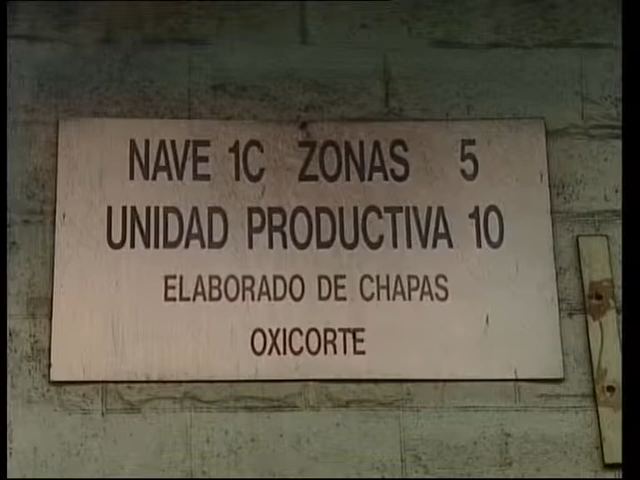 NAVE 1C ZONAS 5
UNIDAD PRODUCTIVA 10
ELABORADO DE CHAPAS
OXICORTE